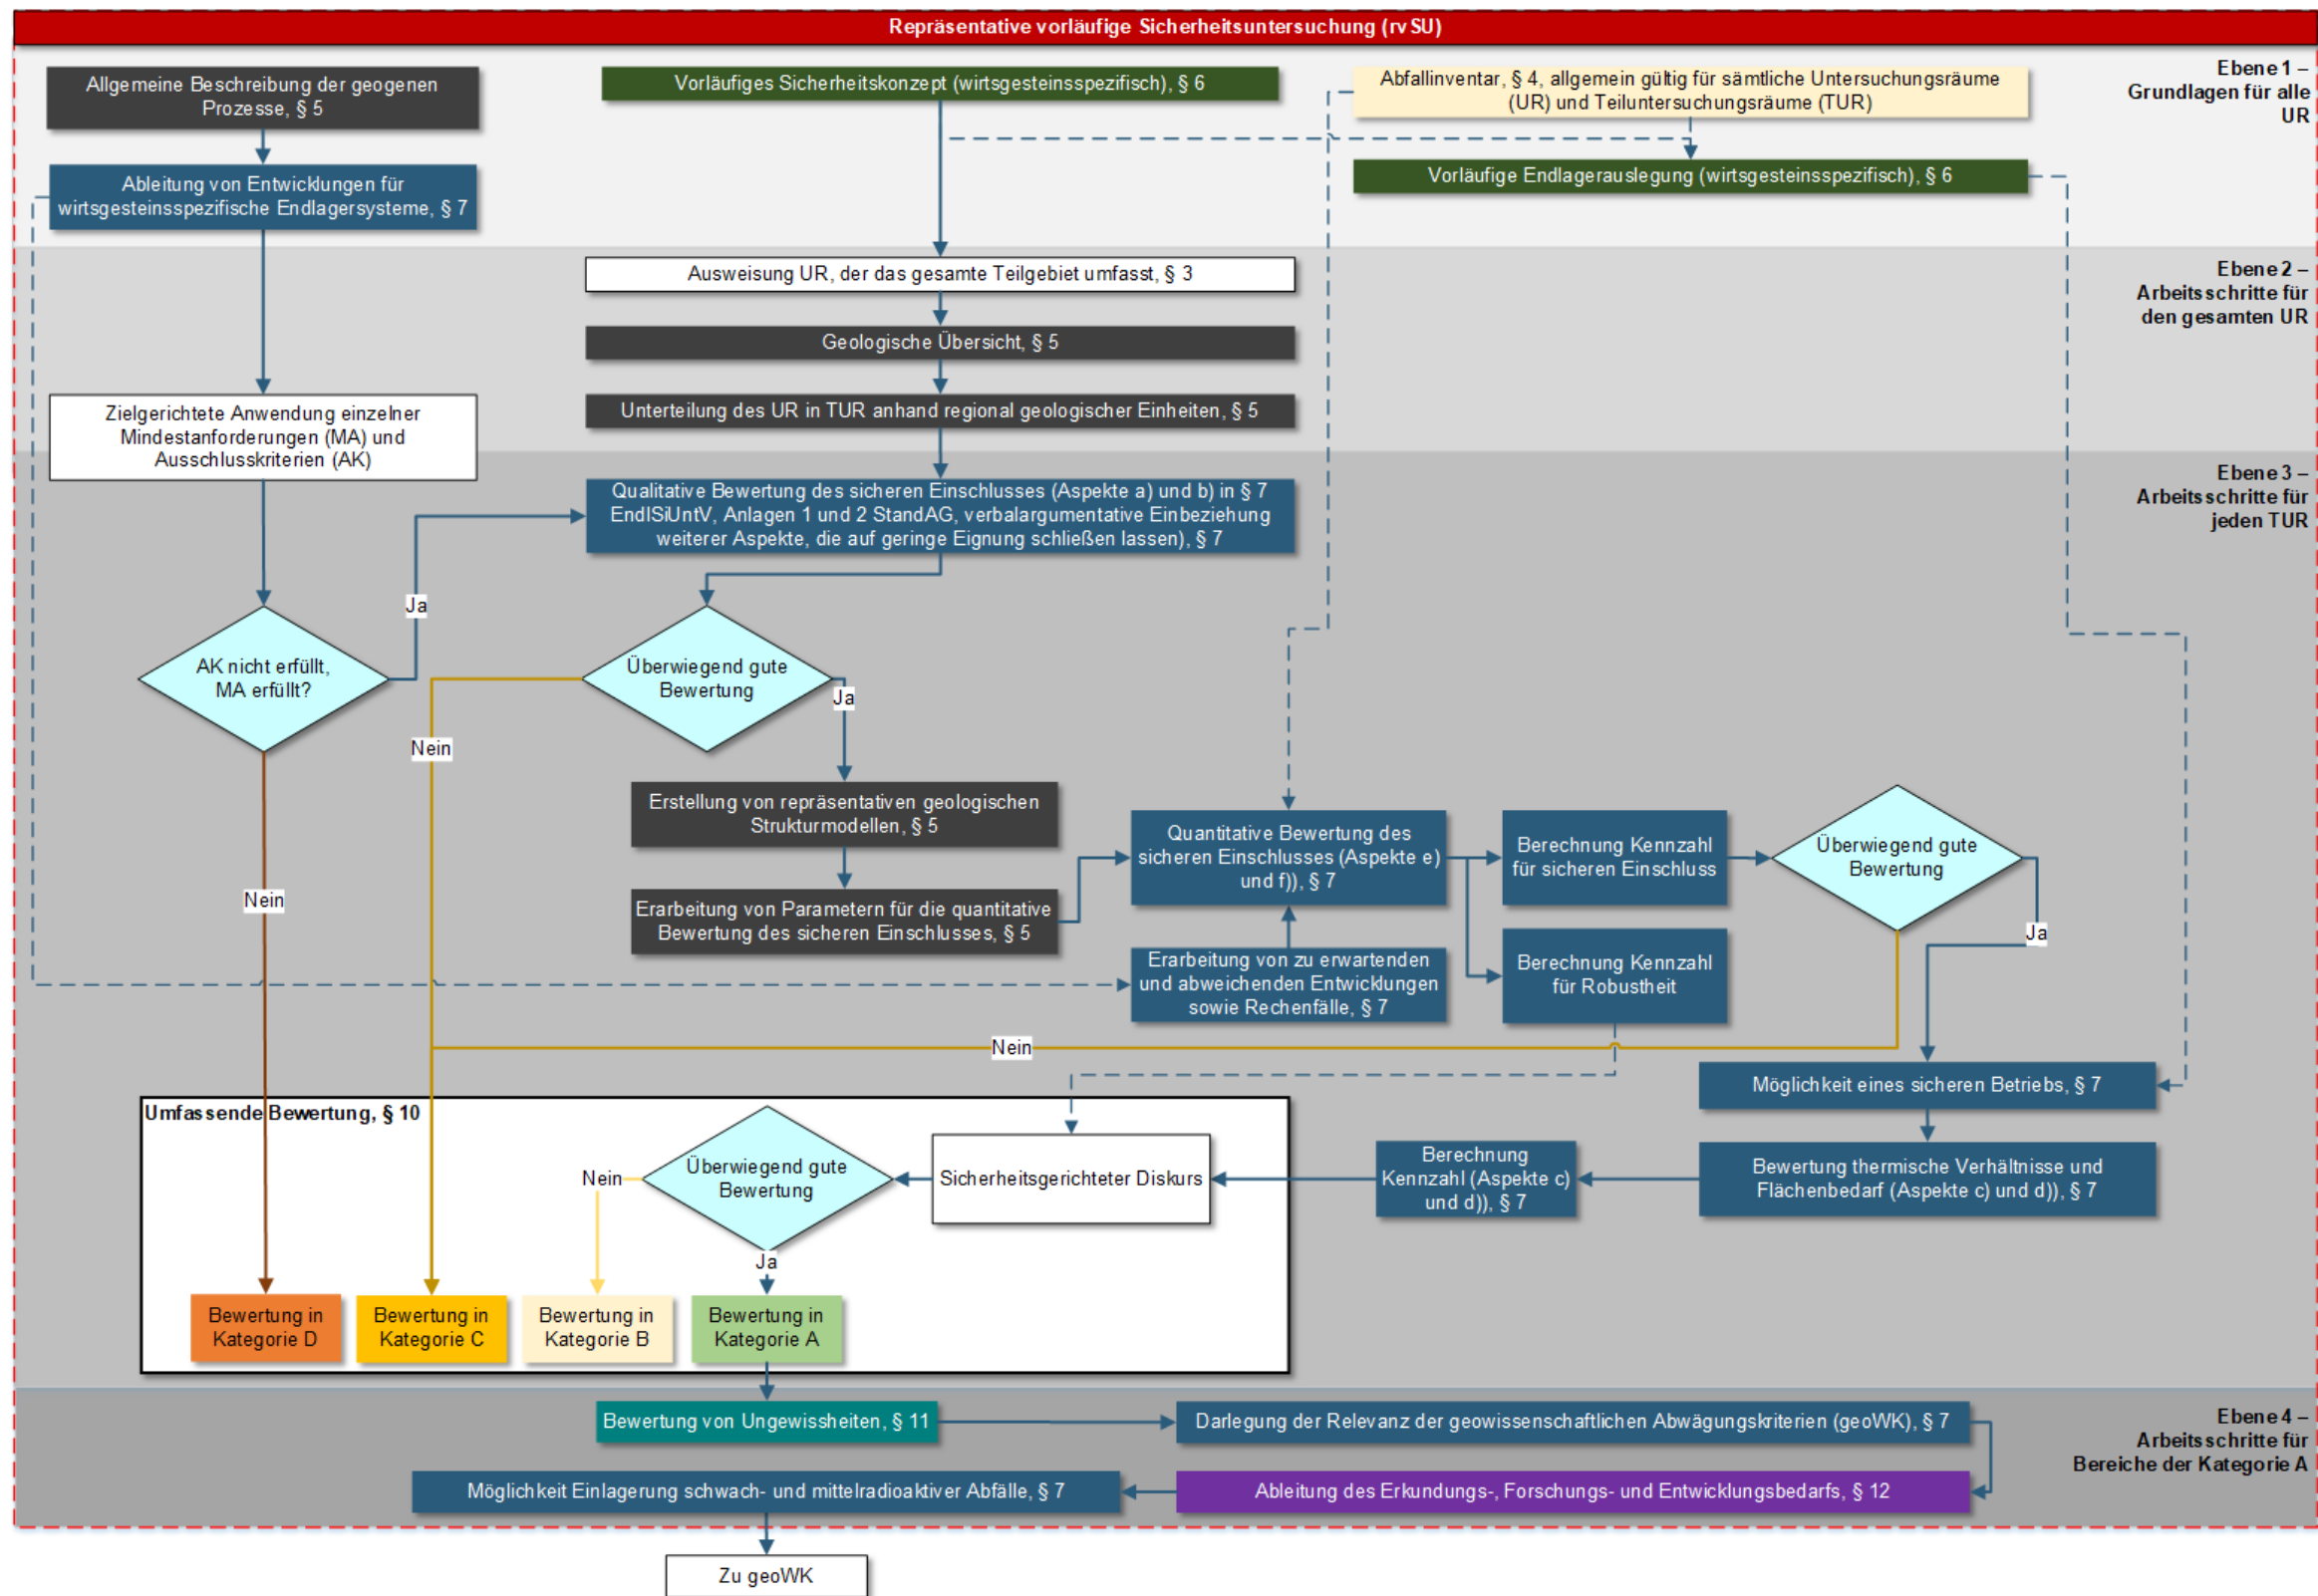 Repräsentative vorläufige Sicherheitsuntersuchung (rvSU)
Allgemeine Beschreibung der geogenen
Prozesse, § 5
Vorläufiges Sicherheitskonzept (wirtsgesteinsspezifisch), § 6
Abfallinventar, § 4, allgemein gültig für sämtliche Untersuchungsräume
(UR) und Teiluntersuchungsräume (TUR)
Ebene 1 –
Grundlagen für alle
UR
Ableitung von Entwicklungen für
wirtsgesteinsspezifische Endlagersysteme, § 7
Vorläufige Endlagerauslegung (wirtsgesteinsspezifisch), § 6
Ausweisung UR, der das gesamte Teilgebiet umfasst, § 3
Ebene 2 –
Arbeitsschritte für
den gesamten UR
Geologische Übersicht, § 5
Zielgerichtete Anwendung einzelner
Mindestanforderungen (MA) und
Ausschlusskriterien (AK)
Unterteilung des UR in TUR anhand regional geologischer Einheiten, § 5
Ebene 3 –
Arbeitsschritte für
jeden TUR
Qualitative Bewertung des sicheren Einschlusses (Aspekte a) und b) in § 7
EndlSiUntV, Anlagen 1 und 2 StandAG, verbalargumentative Einbeziehung
weiterer Aspekte, die auf geringe Eignung schließen lassen), § 7
Ja
AK nicht erfüllt,
MA erfüllt?
Überwiegend gute
Bewertung
Ja
Nein
Nein
Erstellung von repräsentativen geologischen
Strukturmodellen, § 5
Erarbeitung von Parametern für die quantitative
Bewertung des sicheren Einschlusses, § 5
Quantitative Bewertung des
sicheren Einschlusses (Aspekte e)
und f)), § 7
Berechnung Kennzahl
für sicheren Einschluss
Überwiegend gute
Bewertung
Ja
Erarbeitung von zu erwartenden
und abweichenden Entwicklungen
sowie Rechenfälle, § 7
Berechnung Kennzahl
für Robustheit
Nein
Möglichkeit eines sicheren Betriebs, § 7
Umfassende Bewertung, § 10
Überwiegend gute
Bewertung
Nein
Ja
Sicherheitsgerichteter Diskurs
Berechnung
Kennzahl (Aspekte c)
und d)), § 7
Bewertung thermische Verhältnisse und
Flächenbedarf (Aspekte c) und d)), § 7
Bewertung in
Kategorie D
Bewertung in
Kategorie C
Bewertung in
Kategorie B
Bewertung in
Kategorie A
Bewertung von Ungewissheiten, § 11
Darlegung der Relevanz der geowissenschaftlichen Abwägungskriterien (geoWK), § 7
Ebene 4 –
Arbeitsschritte für
Bereiche der Kategorie A
Möglichkeit Einlagerung schwach- und mittelradioaktiver Abfälle, § 7
Ableitung des Erkundungs-, Forschungs- und Entwicklungsbedarfs, § 12
Zu geoWK